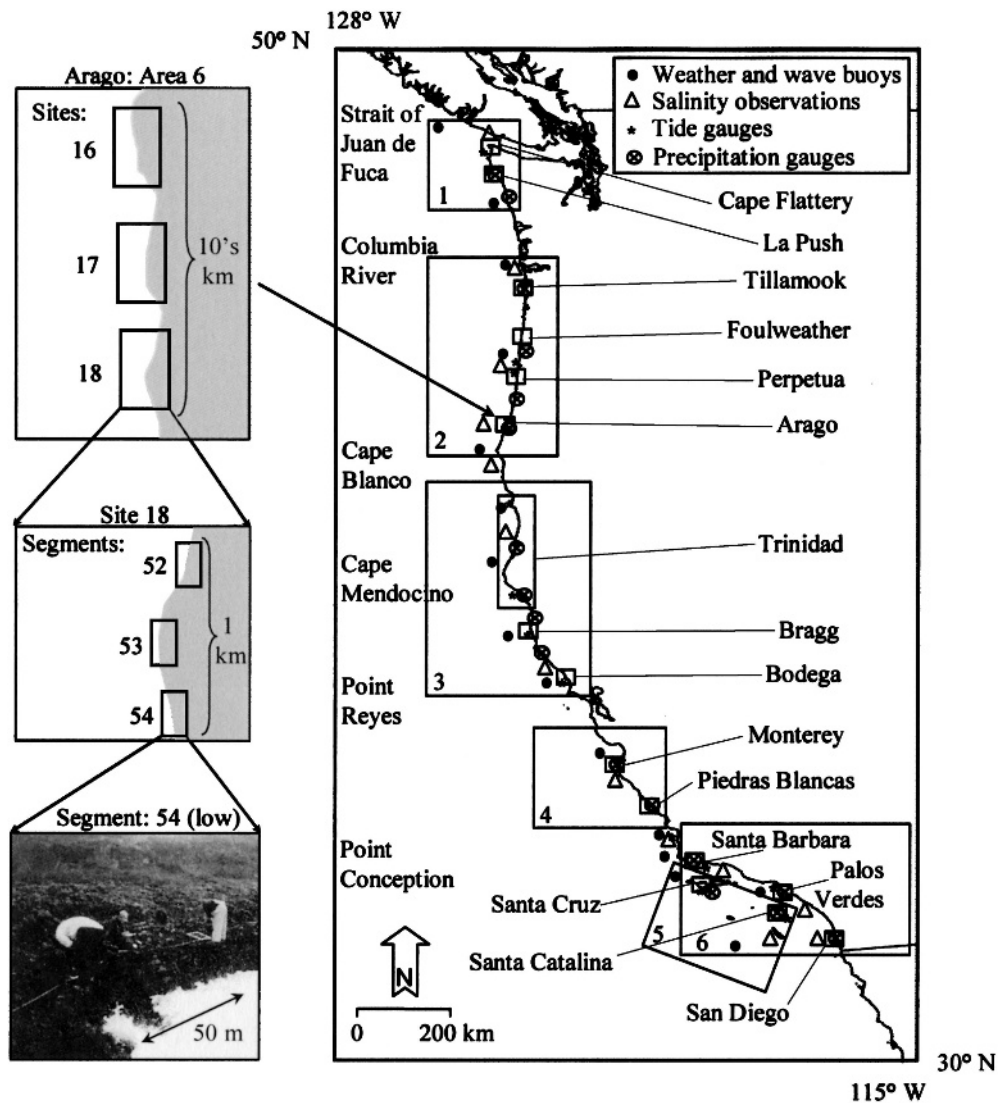 128° W
50° N
Arago: Area 6
Sites:
16
17
18
10's
km
Site 18
Segments:
52
53
54
1
km
Segment: 54 (low)
50 m
Weather and wave buoys
Salinity observations
Tide gauges
Precipitation gauges
Strait of
Juan de
Fuca
1
Cape Flattery
La Push
Columbia
River
Tillamook
Foulweather
Perpetua
Arago
2
Cape
Blanco
Trinidad
Cape
Mendocino
Bragg
Bodega
3
Point
Reyes
Monterey
Piedras Blancas
4
Point
Conception
Santa Barbara
Palos
Verdes
Santa Cruz
5
6
Santa Catalina
San Diego
N
0
200 km
30° N
115° W